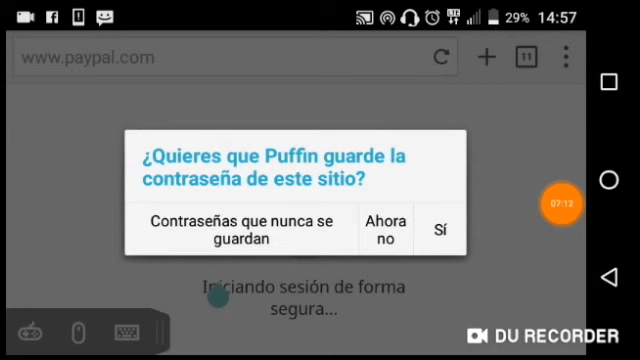 29% 14:57
www.paypal.com
11
¿Quieres que Puffin guarde la
contraseña de este sitio?
Contraseñas que nunca se
guardan
Ahora
no
Sí
07:12
Iniciando sesión de forma
segura...
DU RECORDER